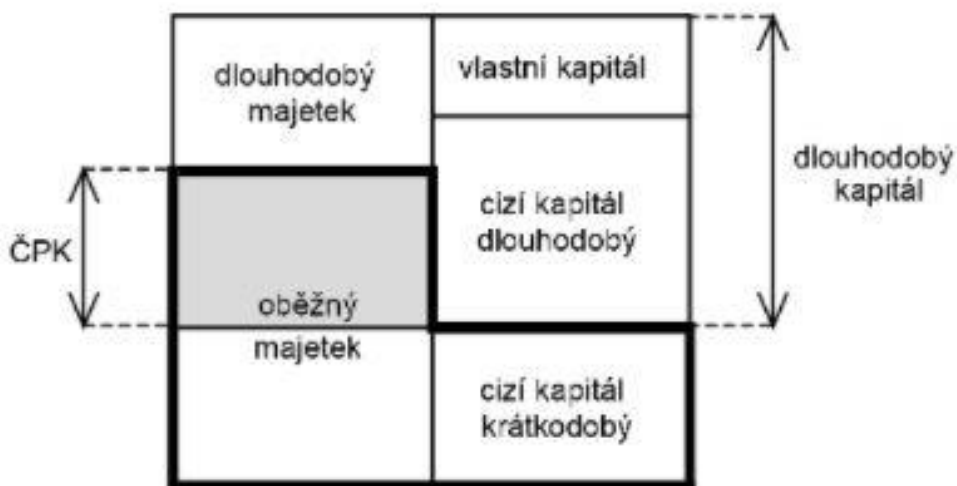 dlouhodobý
majetek
vlastní kapitál
dlouhodobý
kapitál
cizí kapitál
dlouhodobý
ČPK
oběžný
majetek
cizí kapitál
krátkodobý